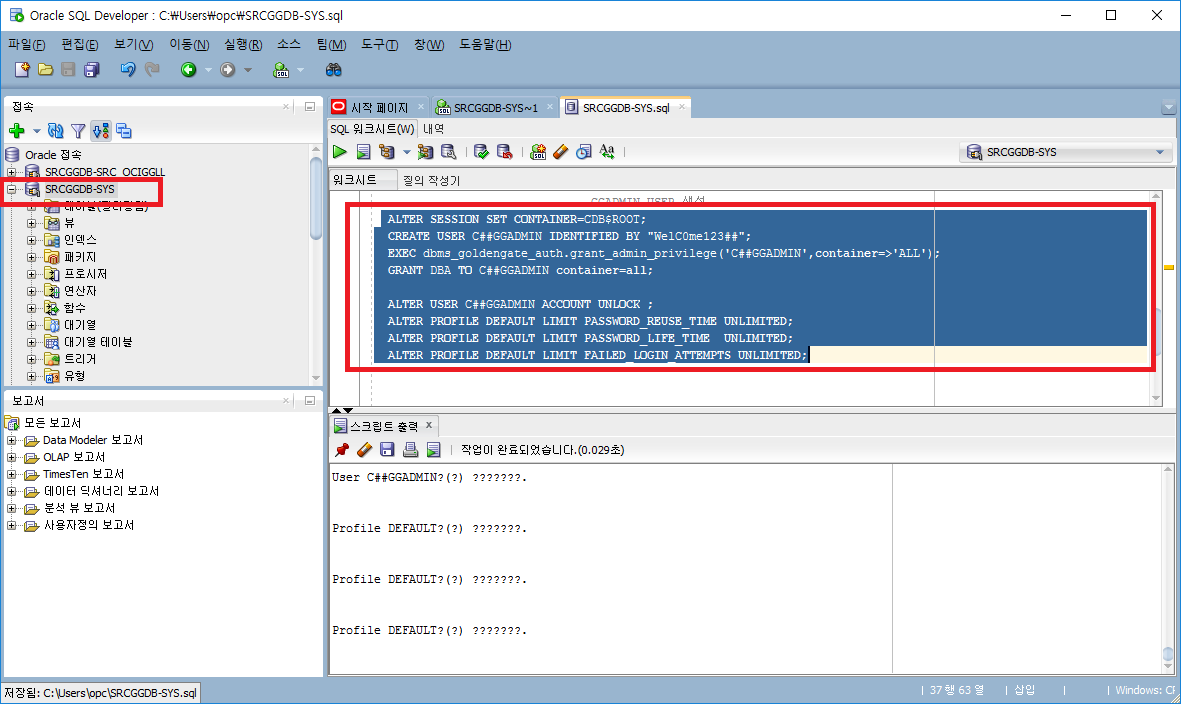 Oracle SQL Developer : C:₩Users₩opc₩SRCGGDB-SYS.sql
파일(F) 편집(E) 보기(V) 이동(N) 실행(R) 소스 팀(M) 도구(T) 창(W) 도움말(H)
접속
Oracle 접속
SRCGGDB-SRC_OCIGGLL
SRCGGDB-SYS
테이블(필터링됨)
뷰
인덱스
패키지
프로시저
연산자
함수
대기열
대기열 테이블
트리거
유형
보고서
모든 보고서
Data Modeler 보고서
OLAP 보고서
TimesTen 보고서
데이터 딕셔너리 보고서
분석 뷰 보고서
사용자정의 보고서
시작 페이지 SRCGGDB-SYS~1 SRCGGDB-SYS.sql
SQL 워크시트(W) 내역
SRCGGDB-SYS
워크시트 질의 작성기
GGADMIN USER 생성
ALTER SESSION SET CONTAINER=CDB$ROOT;
CREATE USER C##GGADMIN IDENTIFIED BY "WelC0me123##";
EXEC dbms_goldengate_auth.grant_admin_privilege('C##GGADMIN',container=>'ALL');
GRANT DBA TO C##GGADMIN container=all;
ALTER USER C##GGADMIN ACCOUNT UNLOCK ;
ALTER PROFILE DEFAULT LIMIT PASSWORD_REUSE_TIME UNLIMITED;
ALTER PROFILE DEFAULT LIMIT PASSWORD_LIFE_TIME  UNLIMITED;
ALTER PROFILE DEFAULT LIMIT FAILED_LOGIN_ATTEMPTS UNLIMITED;
스크립트 출력
작업이 완료되었습니다.(0.029초)
User C##GGADMIN?(?) ???????.
Profile DEFAULT?(?) ???????.
Profile DEFAULT?(?) ???????.
Profile DEFAULT?(?) ???????.
저장됨: C:\Users\opc\SRCGGDB-SYS.sql
37 행 63 열 | 삽입 | | Windows: CF